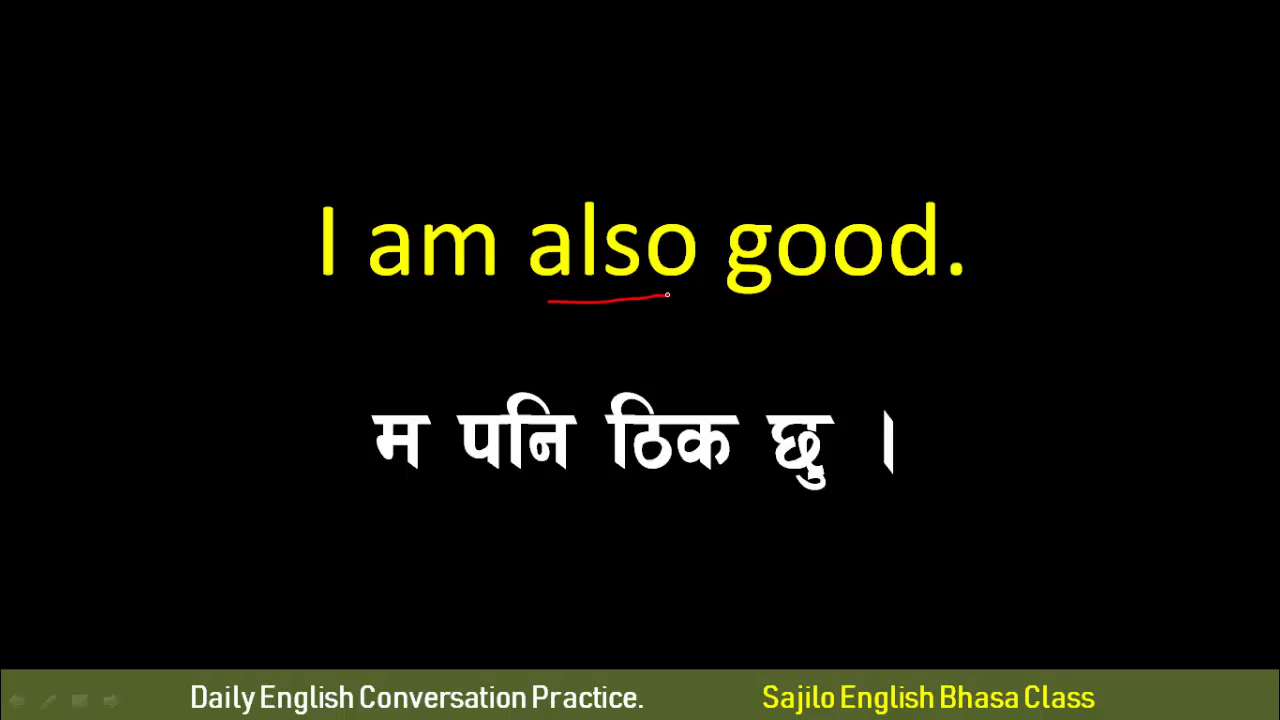 I am also good.
म पनि ठिक छु ।
Daily English Conversation Practice. Sajilo English Bhasa Class